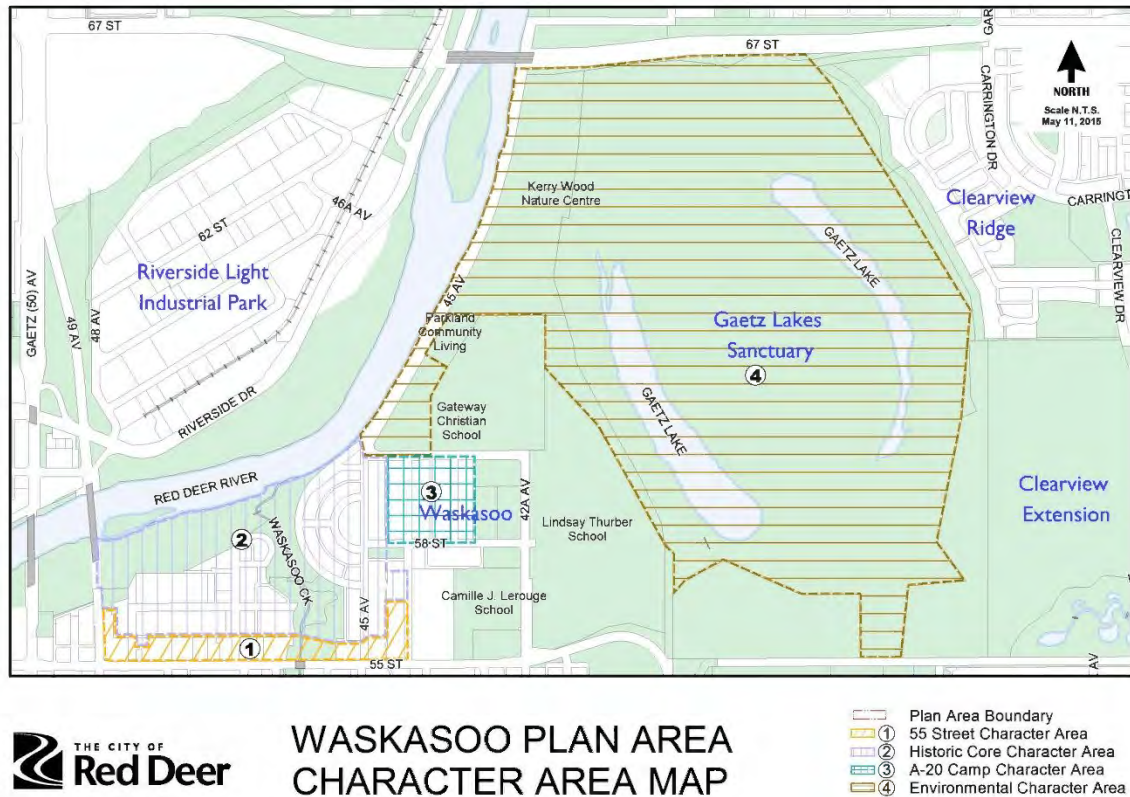 67 ST
67 ST
GAR
CARRINGTON DR
NORTH
Scale N.T.S.
May 11, 2015
Kerry Wood
Nature Centre
46A AV
62 ST
Riverside Light
Industrial Park
Clearview
Ridge
CARRINGT
CLEARVIEW DR
GAETZ LAKE
GAETZ (50) AV
49 AV
48 AV
45 AV
Parkland
Community
Living
Gaetz Lakes
Sanctuary
4
RIVERSIDE DR
Gateway
Christian
School
GAETZ LAKE
RED DEER RIVER
3
Waskasoo
42A AV
Lindsay Thurber
School
Clearview
Extension
2
WASKASOO CK
58 ST
Camille J. Lerouge
School
45 AV
1
55 ST
AV
THE CITY OF
Red Deer
WASKASOO PLAN AREA
CHARACTER AREA MAP
Plan Area Boundary
1 55 Street Character Area
2 Historic Core Character Area
3 A-20 Camp Character Area
4 Environmental Character Area